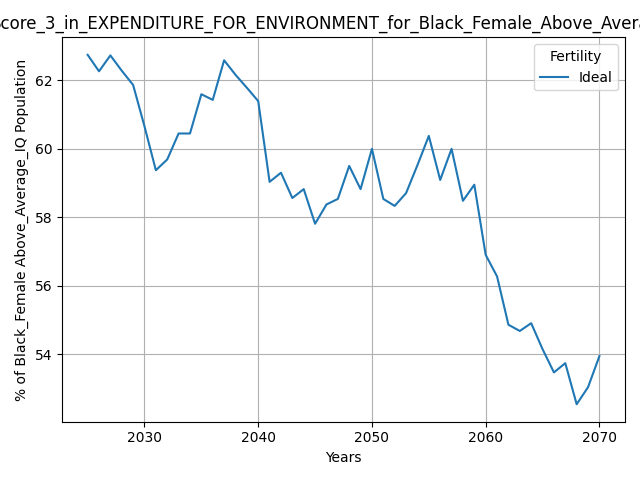 core_3_in_EXPENDITURE_FOR_ENVIRONMENT_for_Black_Female_Above_Avera
Fertility
Ideal
% of Black_Female Above_Average_IQ Population
62
60
58
56
54
2030 2040 2050 2060 2070
Years